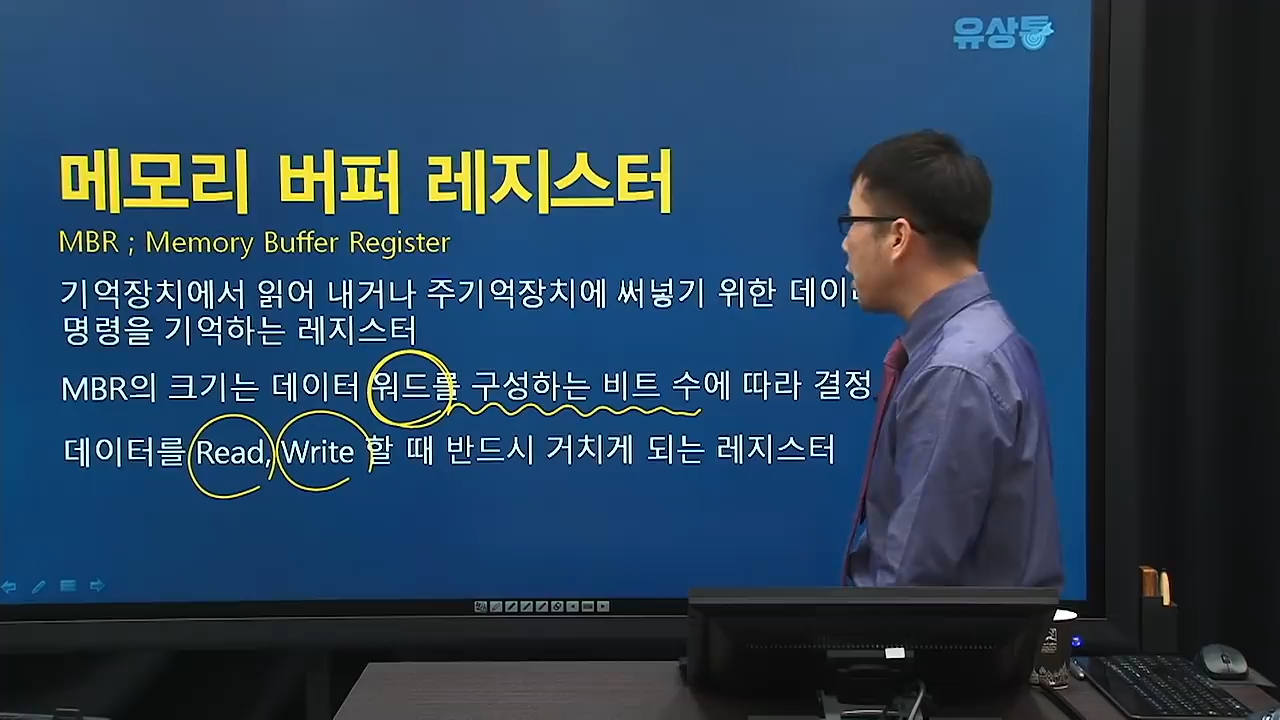 유상통
메모리 버퍼 레지스터
MBR ; Memory Buffer Register
기억장치에서 읽어 내거나 주기억장치에 써넣기 위한
명령을 기억하는 레지스터
MBR의 크기는 데이터 워드를 구성하는 비트 수에 따라 결정
데이터를 Read, Write 할 때 반드시 거치게 되는 레지스터